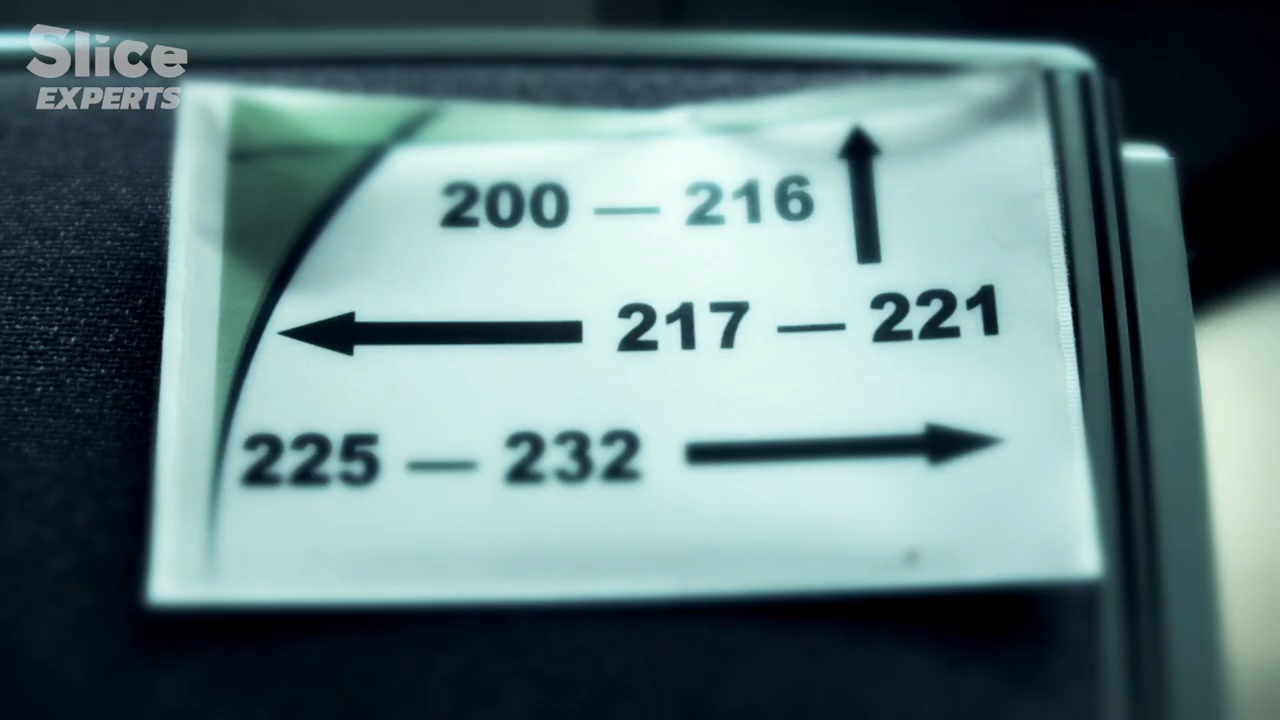 Slice
EXPERTS
200 — 216
217 — 221
225 — 232